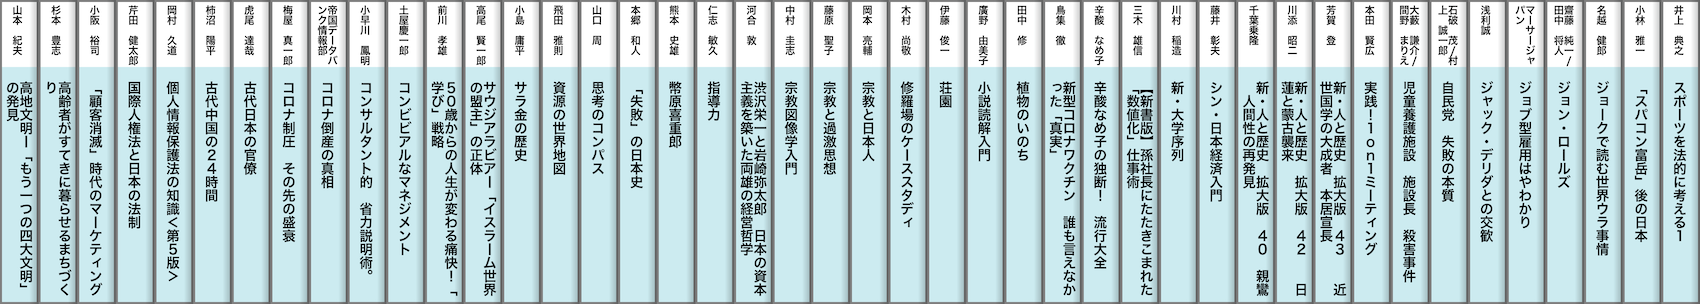 井上　典之
スポーツを法的に考える１
小林　雅一
「スパコン富岳」後の日本
名越　健郎
ジョークで読む世界ウラ事情
齋藤　純一/
田中　将人
ジョン・ロールズ
マーサージャ
パン
ジョブ型雇用はやわかり
浅利誠
ジャック・デリダとの交歓
石破　茂/村
上　誠一郎
自民党　失敗の本質
大藪　謙介/
間野　まりえ
児童養護施設　施設長　殺害事件
本田　賢広
実践！１ｏｎ１ミーティング
芳賀　登
新・人と歴史　拡大版　４３　近
世国学の大成者　本居宣長
川添　昭二
新・人と歴史　拡大版　４２　日
蓮と蒙古襲来
千葉乗隆
新・人と歴史　拡大版　４０　親鸞
　人間性の再発見
藤井　彰夫
シン・日本経済入門
川村　稲造
新・大学序列
三木　雄信
【新書版】孫社長にたたきこまれた
「数値化」仕事術
辛酸　なめ子
辛酸なめ子の独断！　流行大全
鳥集　徹
新型コロナワクチン　誰も言えなか
った「真実」
田中　修
植物のいのち
廣野　由美子
小説読解入門
伊藤　俊一
荘園
木村　尚敬
修羅場のケーススタディ
岡本　亮輔
宗教と日本人
藤原　聖子
宗教と過激思想
中村　圭志
宗教図像学入門
河合　敦
渋沢栄一と岩崎弥太郎　日本の資本
主義を築いた両雄の経営哲学
仁志　敏久
指導力
熊本　史雄
幣原喜重郎
本郷　和人
「失敗」の日本史
山口　周
思考のコンパス
飛田　雅則
資源の世界地図
小島　庸平
サラ金の歴史
高尾　賢一郎
サウジアラビアー「イスラーム世界
の盟主」の正体
前川　孝雄
５０歳からの人生が変わる痛快！「
学び」戦略
土屋慶一郎
コンビビアルなマネジメント
小早川　鳳明
コンサルタント的　省力説明術。
帝国データバ
ンク情報部
コロナ倒産の真相
梅屋　真一郎
コロナ制圧　その先の盛衰
虎尾　達哉
古代日本の官僚
柿沼　陽平
古代中国の２４時間
岡村　久道
個人情報保護法の知識＜第５版＞
芹田　健太郎
国際人権法と日本の法制
小阪　裕司
「顧客消滅」時代のマーケティング
杉本　豊志
高齢者がすてきに暮らせるまちづく
り
山本　紀夫
高地文明ー「もう一つの四大文明」
の発見